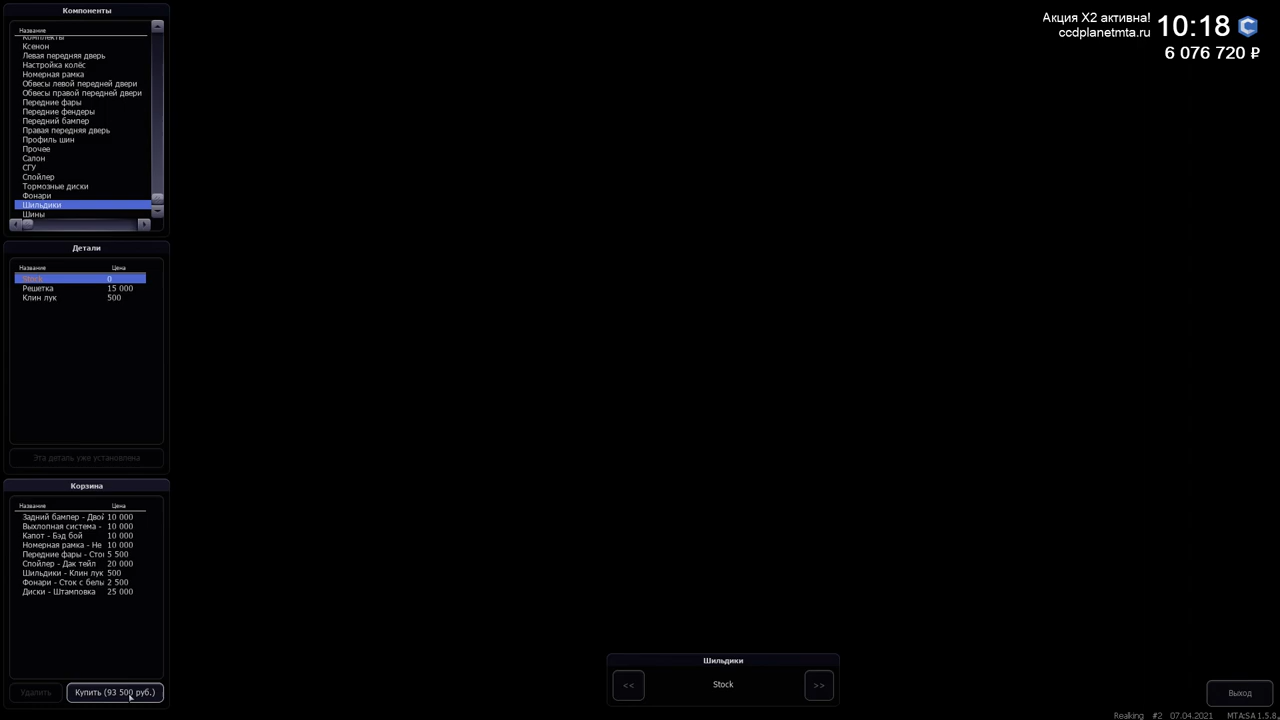 Компоненты
Название
Комплекты
Ксенон
Левая передняя дверь
Настройка колёс
Номерная рамка
Обвесы левой передней двери
Обвесы правой передней двери
Передние фары
Передние фендеры
Передний бампер
Правая передняя дверь
Профиль шин
Прочее
Салон
СГУ
Спойлер
Тормозные диски
Фонари
Шильдики
Шины
Акция X2 активна!
ccdplanetmta.ru
10:18
6 076 720 ₽
Детали
Название Цена
Stock 0
Решетка 15 000
Клин лук 500
Эта деталь уже установлена
Корзина
Название Цена
Задний бампер - Двой 10 000
Выхлопная система - 10 000
Капот - Бэд бой 10 000
Номерная рамка - Не 10 000
Передние фары - Сто 5 500
Спойлер - Дак тейл 20 000
Шильдики - Клин лук 500
Фонари - Сток с белы 2 500
Диски - Штамповка 25 000
Удалить
Купить (93 500 руб.)
Шильдики
<<
Stock
>>
Выход
Realking #2 07.04.2021 MTA:SA 1.5.8